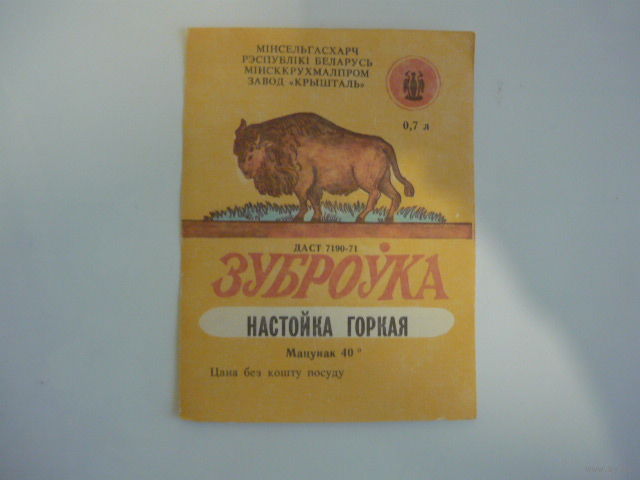 МІНСЕЛЬГАСХАРЧ
РЭСПУБЛІКІ БЕЛАРУСЬ
МІНСККРУХМАЛПРОМ
ЗАВОД «КРЫШТАЛЬ»
0,7 л
ДАСТ 7190-71
ЗУБРОЎКА
НАСТОЙКА ГОРКАЯ
Мацунак 40°
Цана без кошту посуду